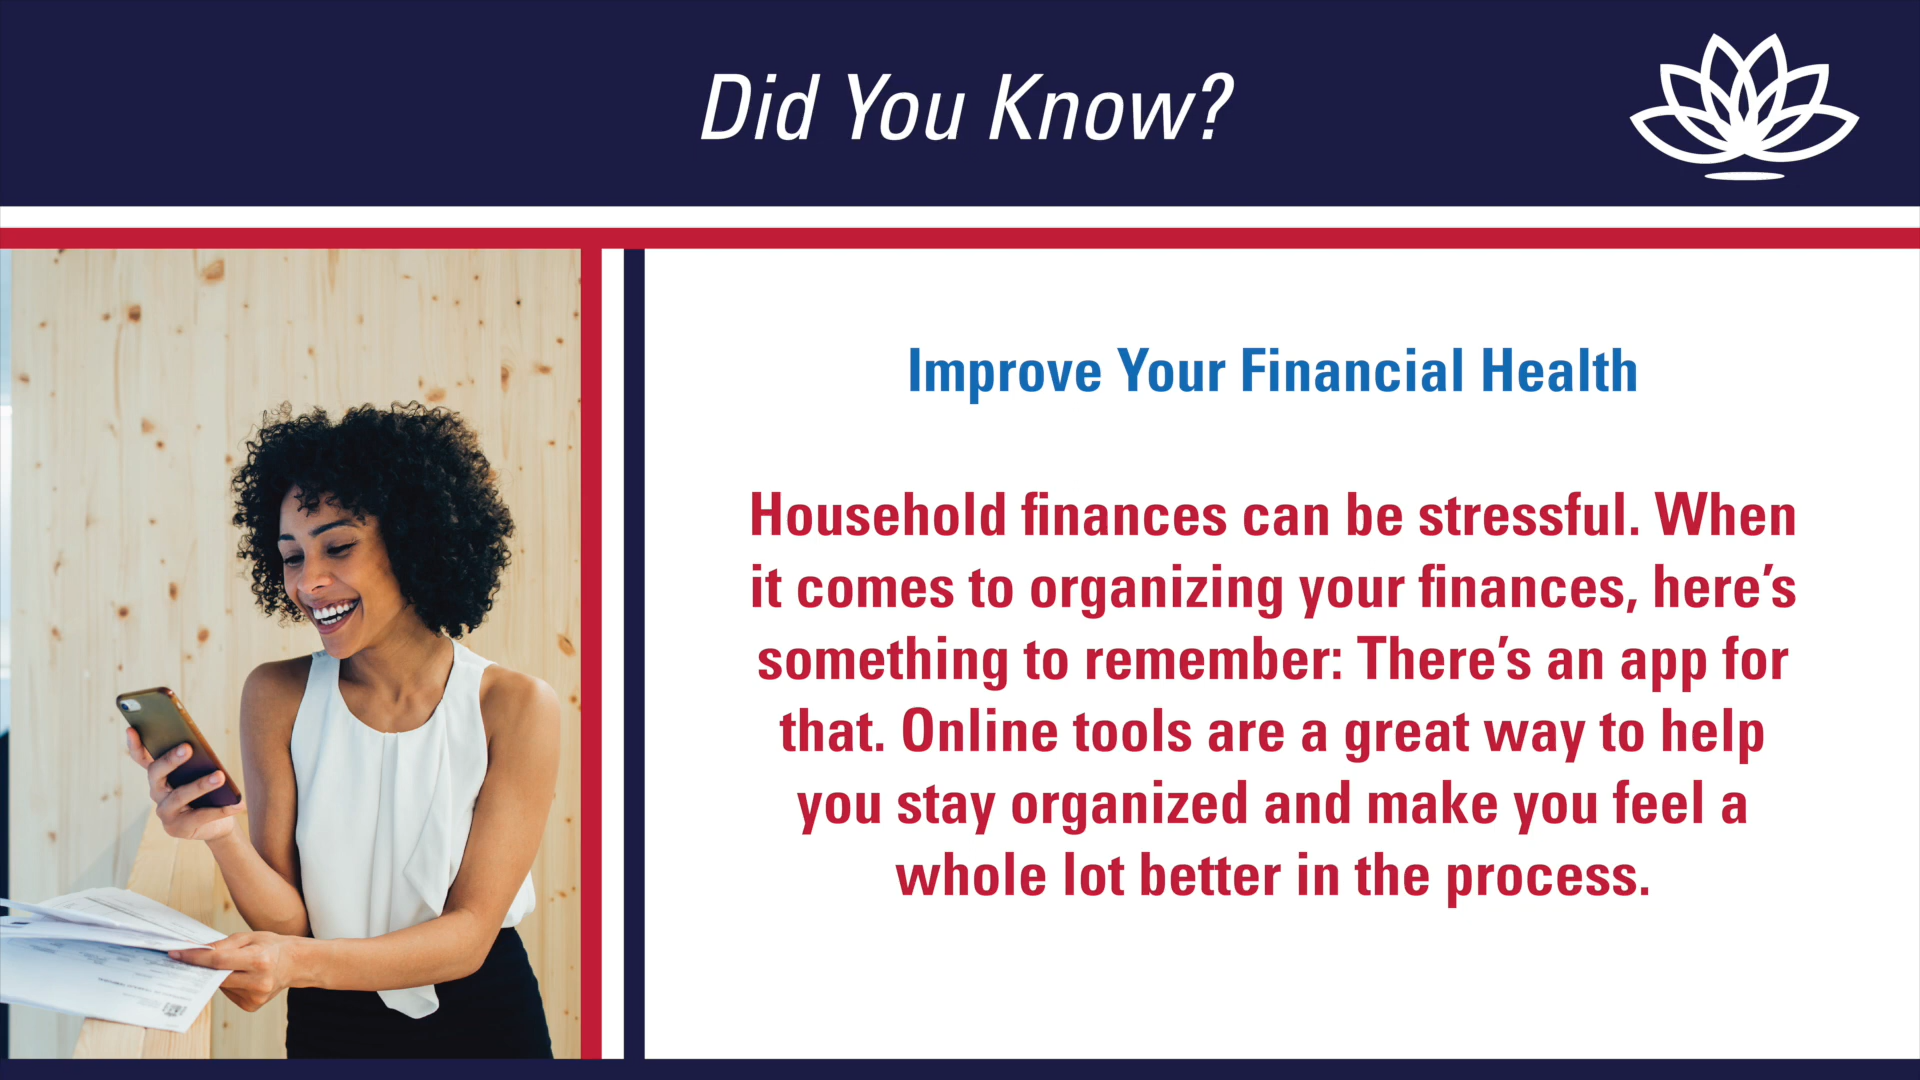 Did You Know?
Improve Your Financial Health
Household finances can be stressful. When
it comes to organizing your finances, here’s
something to remember: There’s an app for
that. Online tools are a great way to help
you stay organized and make you feel a
whole lot better in the process.